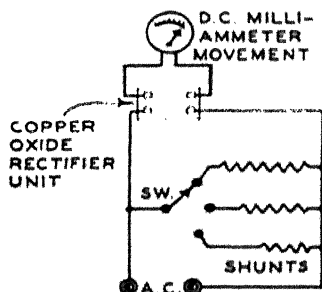 D.C. MILLI-
AMMETER
MOVEMENT
COPPER
OXIDE
RECTIFIER
UNIT
SW.
SHUNTS
A.C.